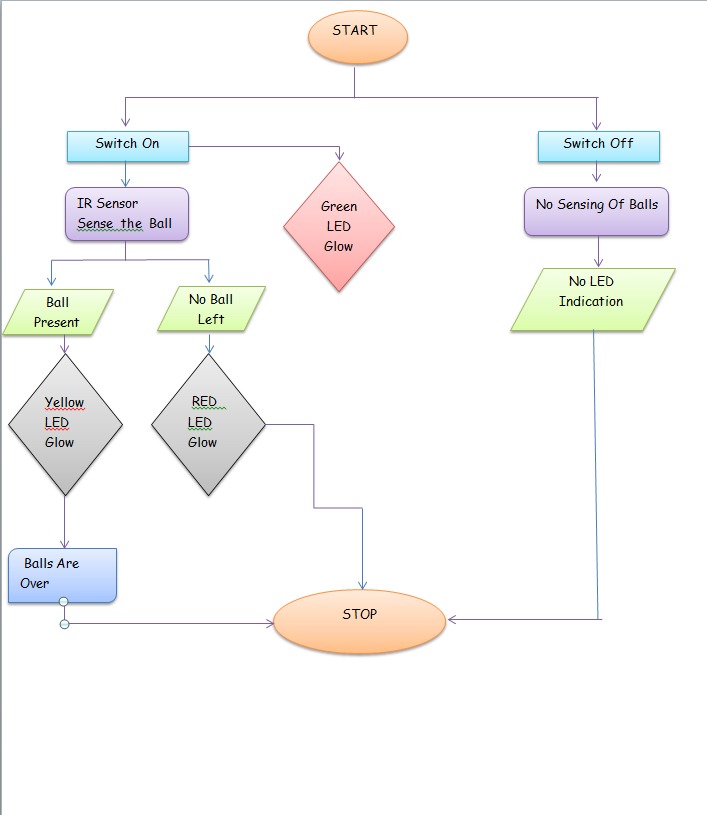 START
Switch On
Switch Off
IR Sensor
Sense the Ball
Green
LED
Glow
No Sensing Of Balls
Ball
Present
No Ball
Left
No LED
Indication
Yellow
LED
Glow
RED
LED
Glow
Balls Are
Over
STOP